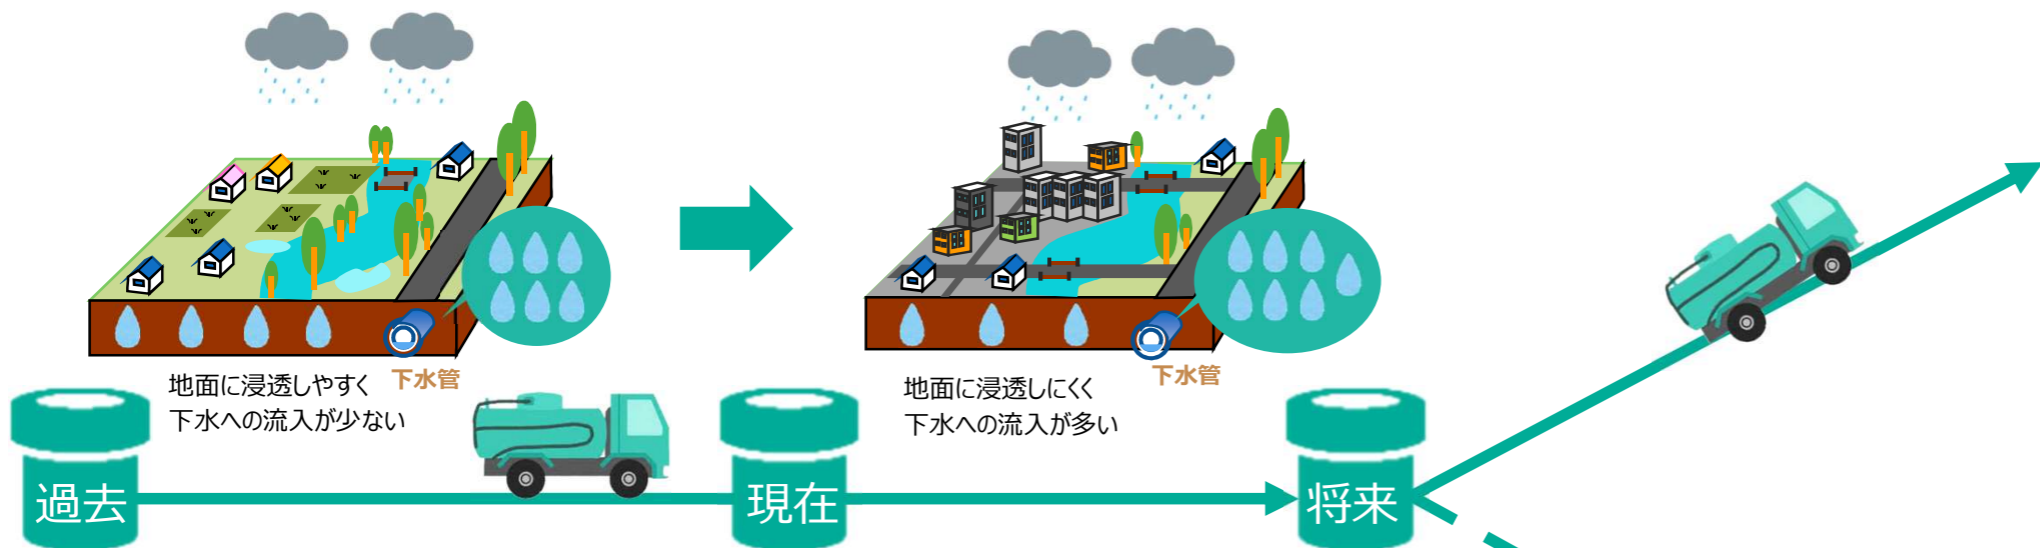 地面に浸透しやすく
下水への流入が少ない
下水管
地面に浸透しにくく
下水への流入が多い
下水管
過去
現在
将来